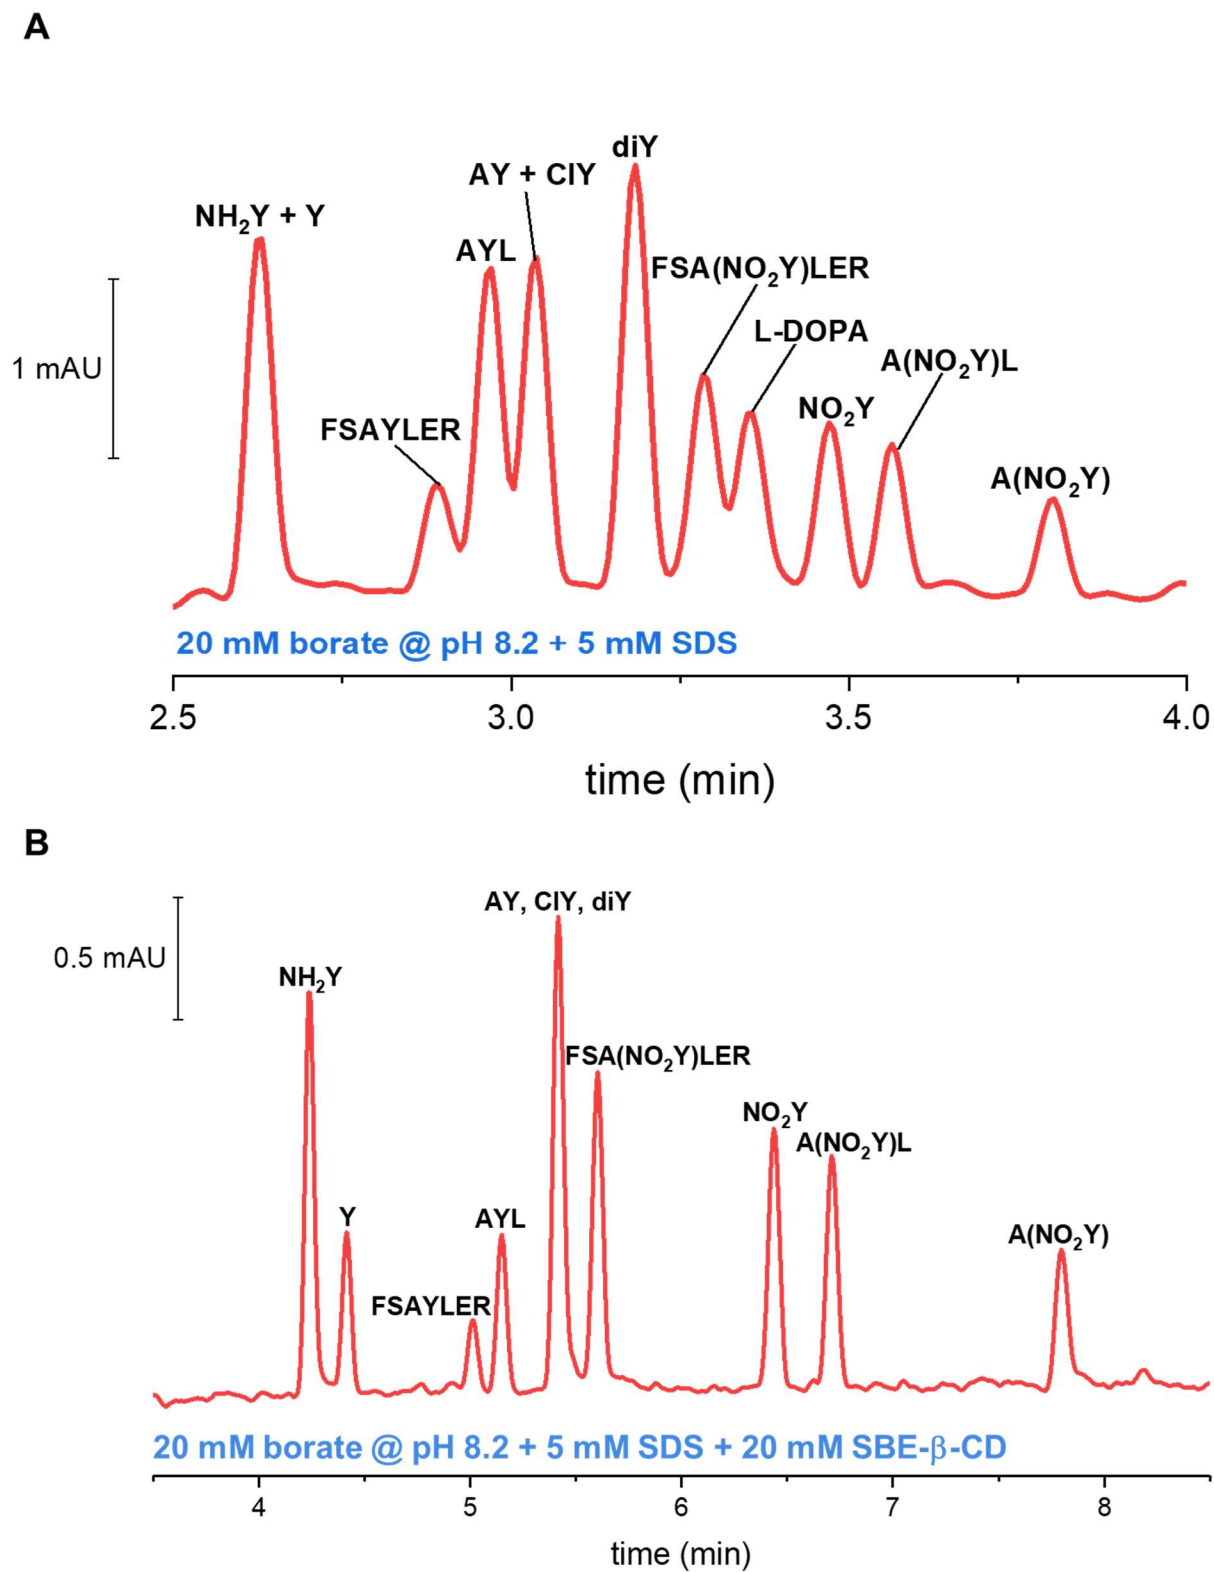 A
diY
AY + ClY
NH₂Y + Y
AYL
FSA(NO₂Y)LER
L-DOPA
A(NO₂Y)L
1 mAU
NO₂Y
FSAYLER
A(NO₂Y)
20 mM borate @ pH 8.2 + 5 mM SDS
2.5 3.0 3.5 4.0
time (min)
B
AY, ClY, diY
0.5 mAU
NH₂Y
FSA(NO₂Y)LER
NO₂Y
A(NO₂Y)L
Y
AYL
A(NO₂Y)
FSAYLER
20 mM borate @ pH 8.2 + 5 mM SDS + 20 mM SBE-β-CD
4 5 6 7 8
time (min)